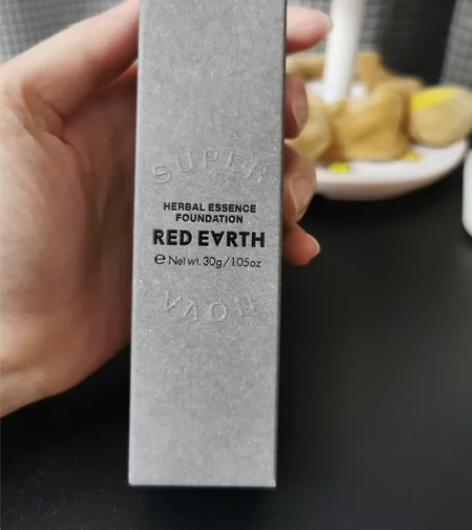 SUPER
HERBAL ESSENCE
FOUNDATION
RED EARTH
℮ Net wt. 30g/1.05oz
NOVA